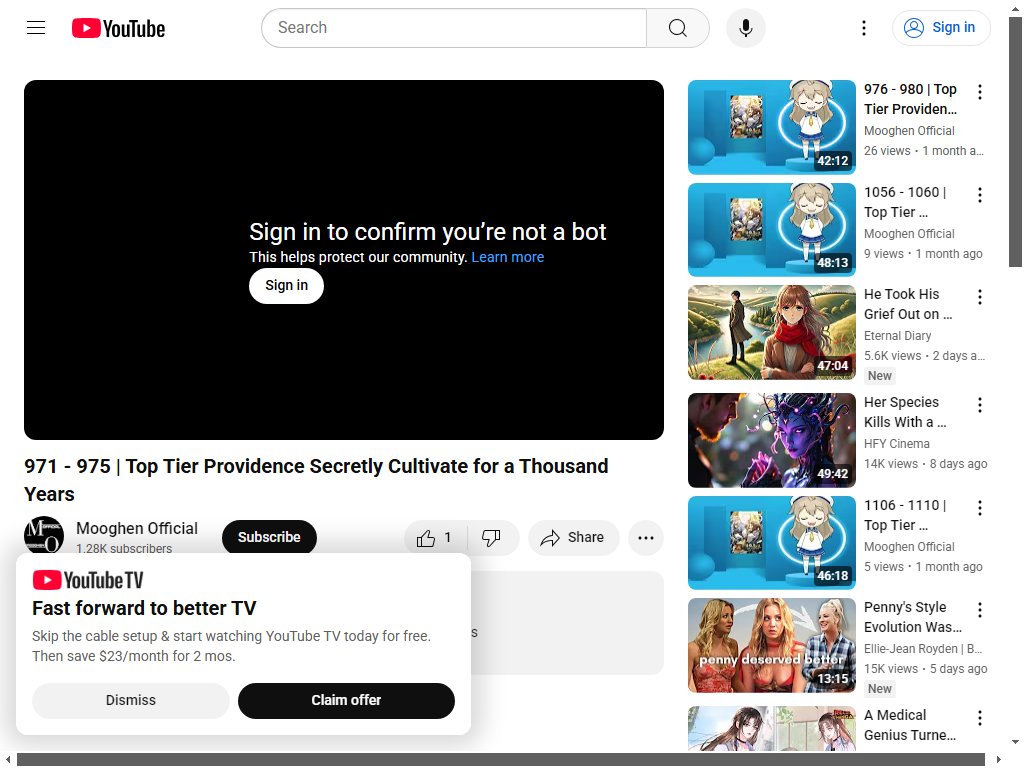 YouTube
Search
Sign in
Sign in to confirm you’re not a bot
This helps protect our community. Learn more
Sign in
971 - 975 | Top Tier Providence Secretly Cultivate for a Thousand
Years
Mooghen Official
1.28K subscribers
Subscribe
1
Share
s
YouTube TV
Fast forward to better TV
Skip the cable setup & start watching YouTube TV today for free.
Then save $23/month for 2 mos.
Dismiss
Claim offer
42:12
976 - 980 | Top
Tier Providen…
Mooghen Official
26 views • 1 month a…
48:13
1056 - 1060 |
Top Tier …
Mooghen Official
9 views • 1 month ago
47:04
He Took His
Grief Out on …
Eternal Diary
5.6K views • 2 days a…
New
49:42
Her Species
Kills With a …
HFY Cinema
14K views • 8 days ago
46:18
1106 - 1110 |
Top Tier …
Mooghen Official
5 views • 1 month ago
penny deserved better
13:15
Penny's Style
Evolution Was…
Ellie-Jean Royden | B…
15K views • 5 days ago
New
A Medical
Genius Turne…